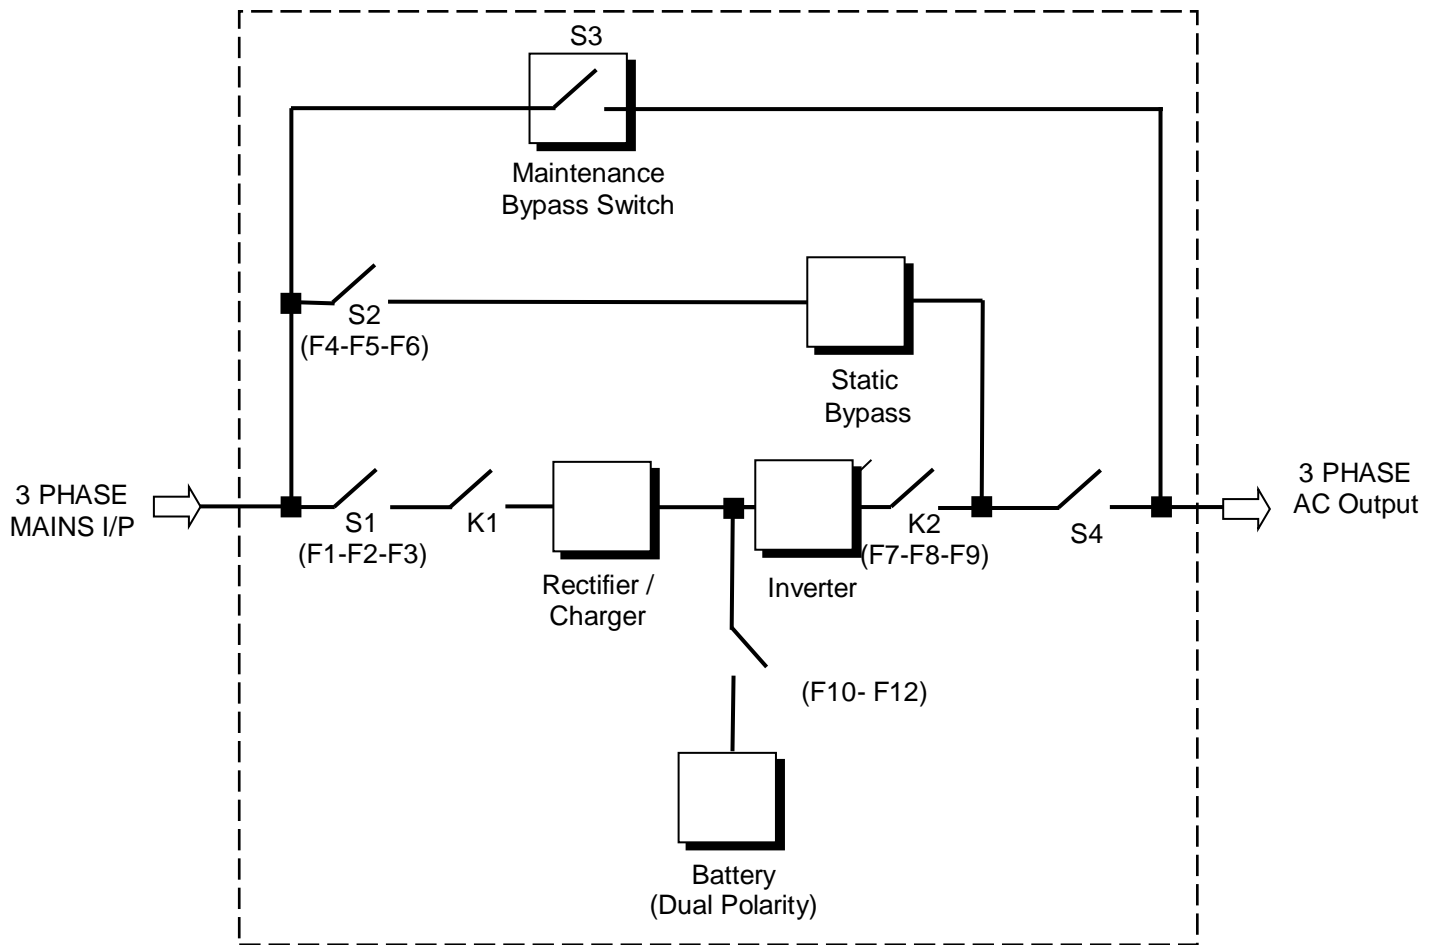 S3
Maintenance
Bypass Switch
S2
(F4-F5-F6)
Static
Bypass
3 PHASE
MAINS I/P
S1
(F1-F2-F3)
K1
Rectifier /
Charger
Inverter
K2
(F7-F8-F9)
S4
3 PHASE
AC Output
(F10- F12)
Battery
(Dual Polarity)